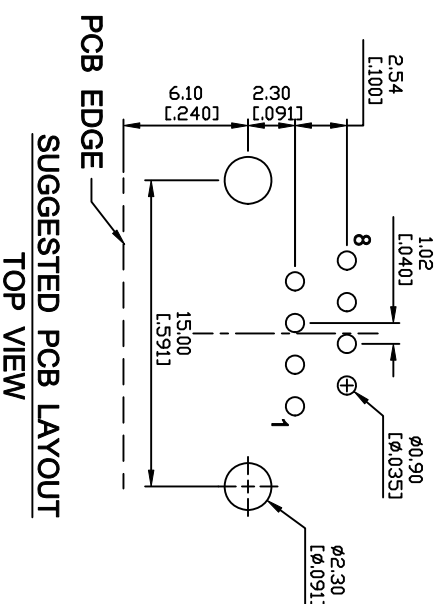 2.54
[.100]
6.10
[.240]
2.30
[.091]
8
1.02
[.040]
15.00
[.591]
1
ø0.90
[ø.035]
ø2.30
[ø.091]
PCB EDGE
SUGGESTED PCB LAYOUT
TOP VIEW